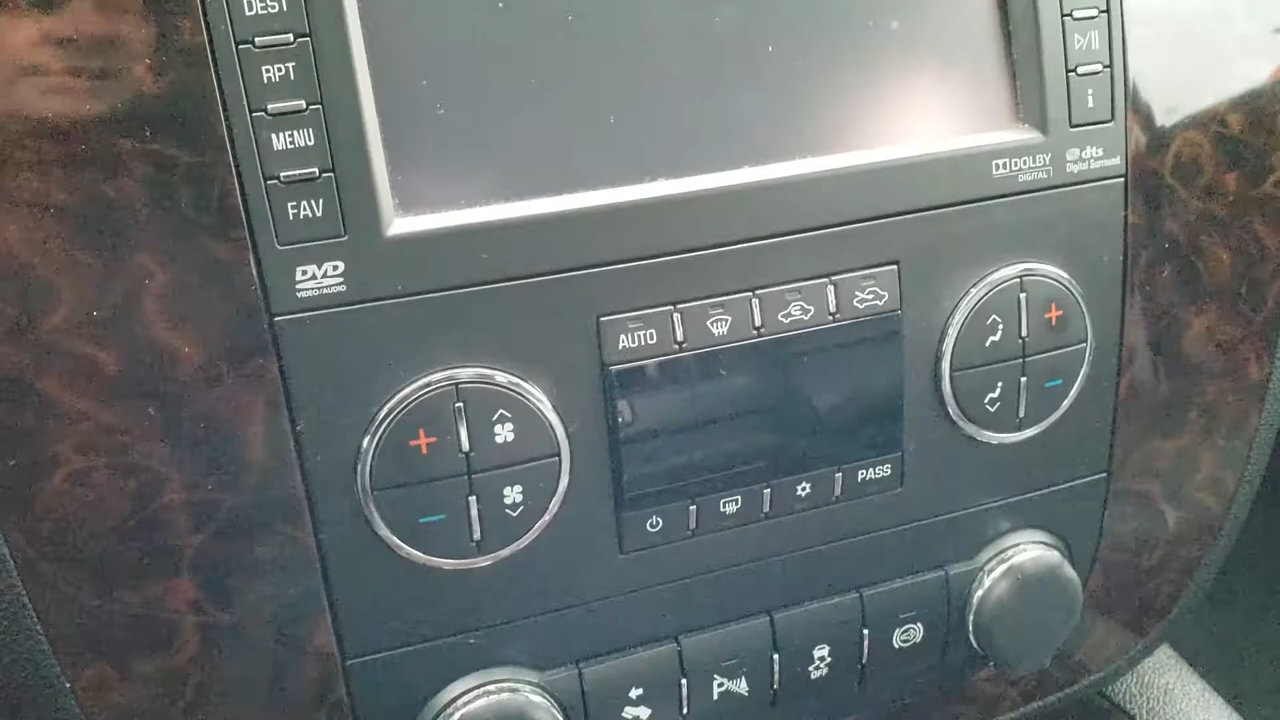 DEST
RPT
MENU
FAV
DVD
VIDEO/AUDIO
i
DOLBY
DIGITAL
dts
Digital Surround
AUTO
PASS
P
OFF